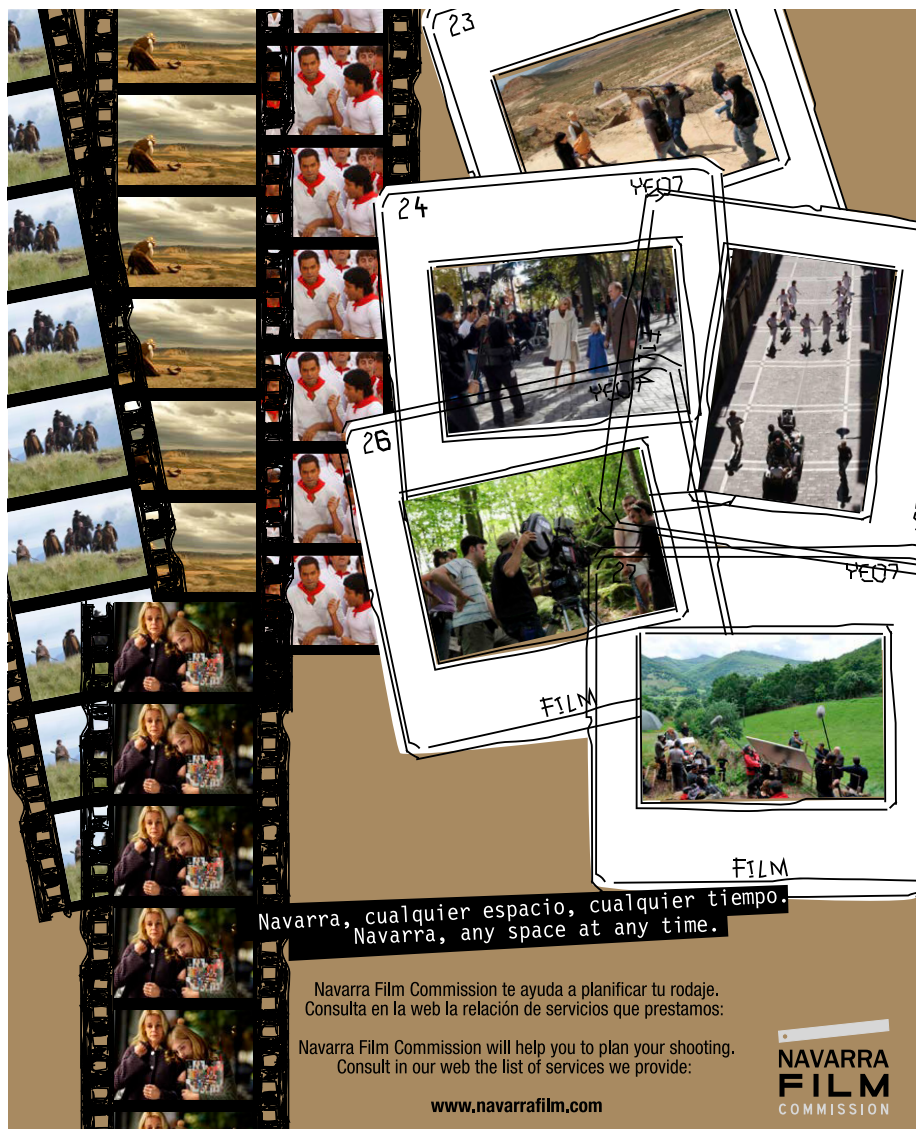 23
24
YEO7
YEO7
26
27
YEO7
FILM
FILM
Navarra, cualquier espacio, cualquier tiempo.
Navarra, any space at any time.
Navarra Film Commission te ayuda a planificar tu rodaje.
Consulta en la web la relación de servicios que prestamos:
Navarra Film Commission will help you to plan your shooting.
Consult in our web the list of services we provide:
www.navarrafilm.com
NAVARRA
FILM
COMMISSION